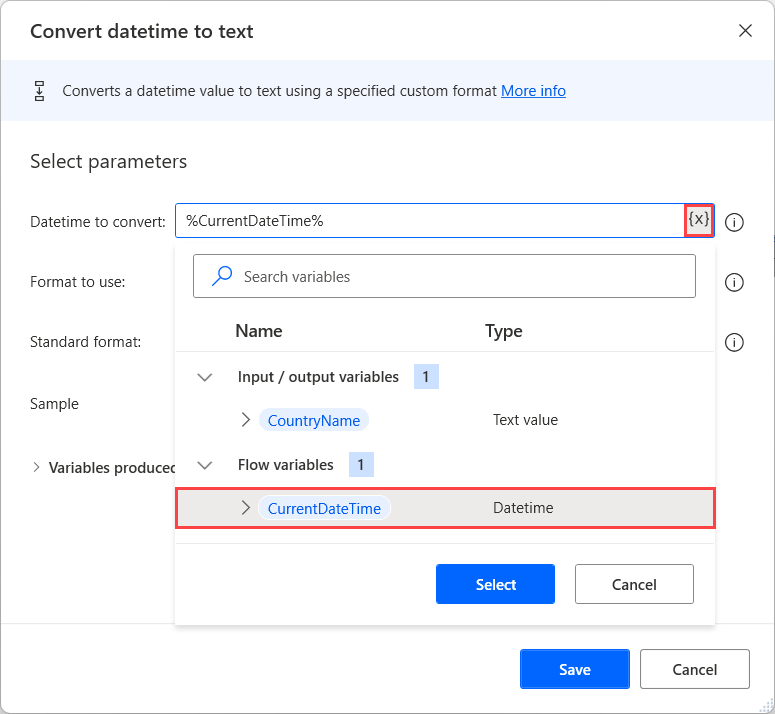 Convert datetime to text
Converts a datetime value to text using a specified custom format More info
Select parameters
Datetime to convert: %CurrentDateTime% {x}
Format to use:
Search variables
Name Type
Standard format:
Input / output variables 1
Sample
CountryName Text value
Variables produced
Flow variables 1
CurrentDateTime Datetime
Select Cancel
Save Cancel